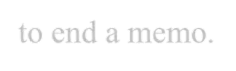 to end a memo.